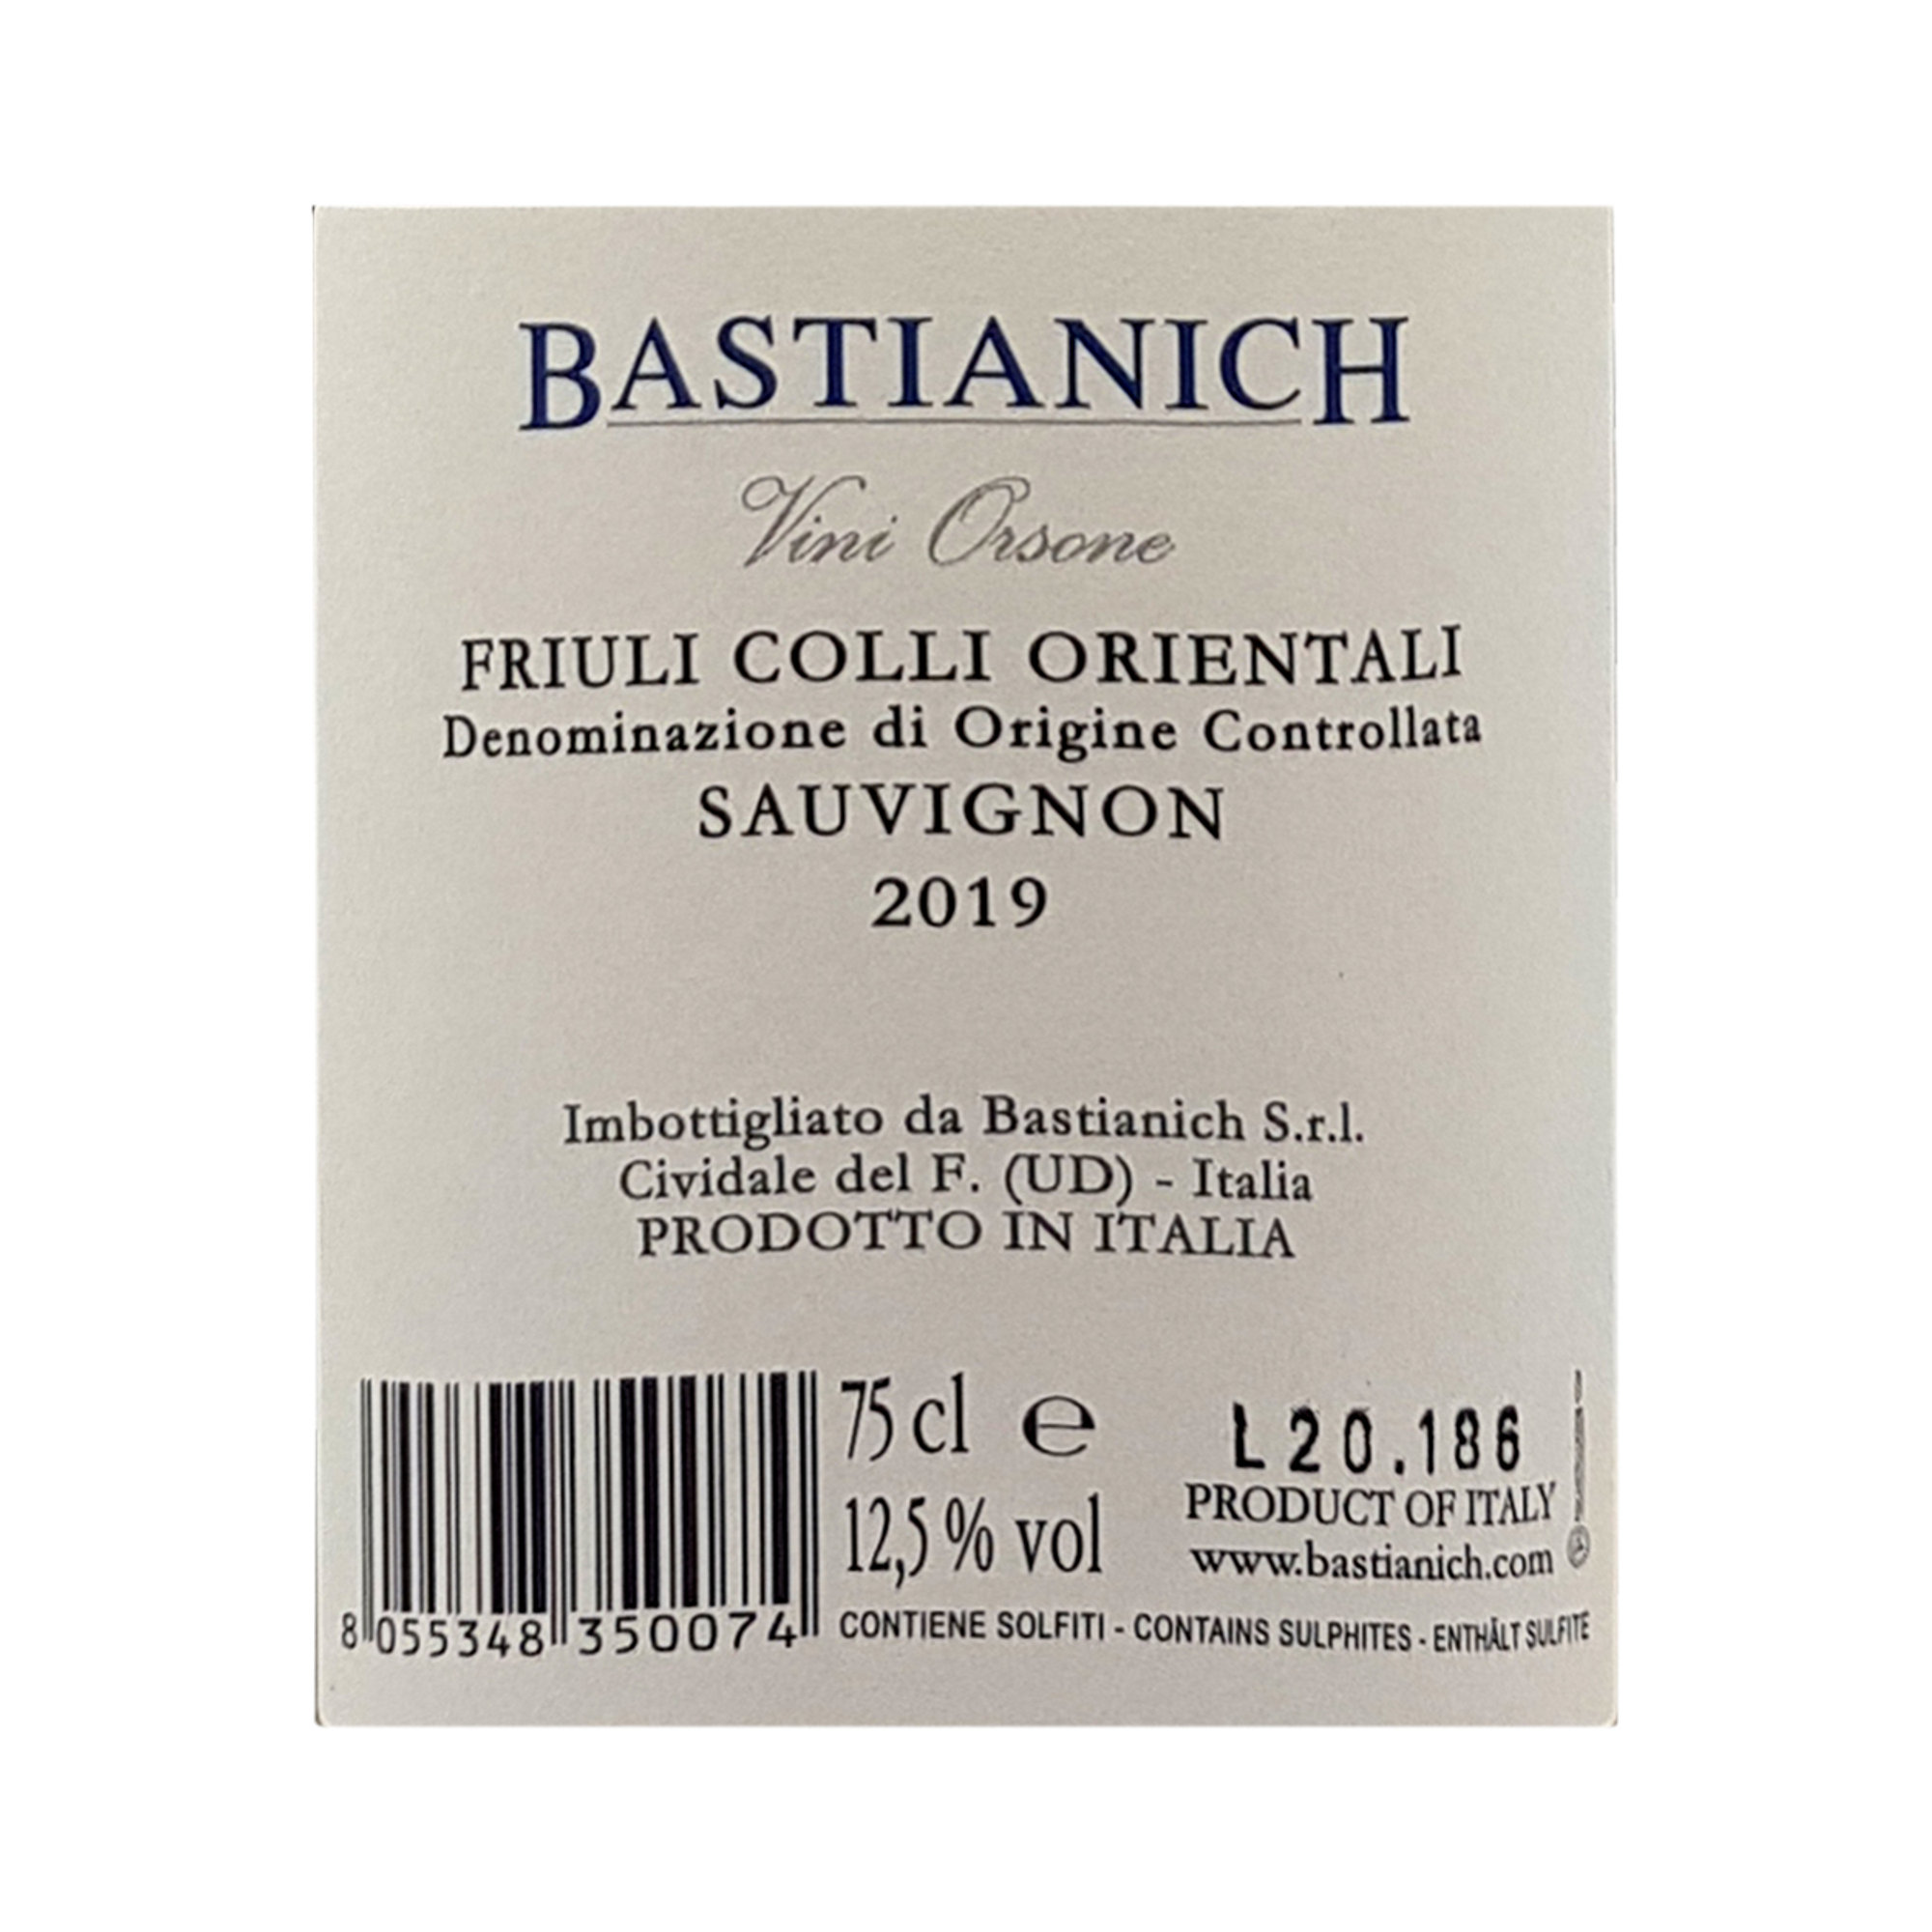 BASTIANICH
Vini Orsone
FRIULI COLLI ORIENTALI
Denominazione di Origine Controllata
SAUVIGNON
2019
Imbottigliato da Bastianich S.r.l.
Cividale del F. (UD) - Italia
PRODOTTO IN ITALIA
75 cl e
12,5 % vol
L20.186
PRODUCT OF ITALY
www.bastianich.com
8 055348 350074
CONTIENE SOLFITI - CONTAINS SULPHITES - ENTHÄLT SULFITE